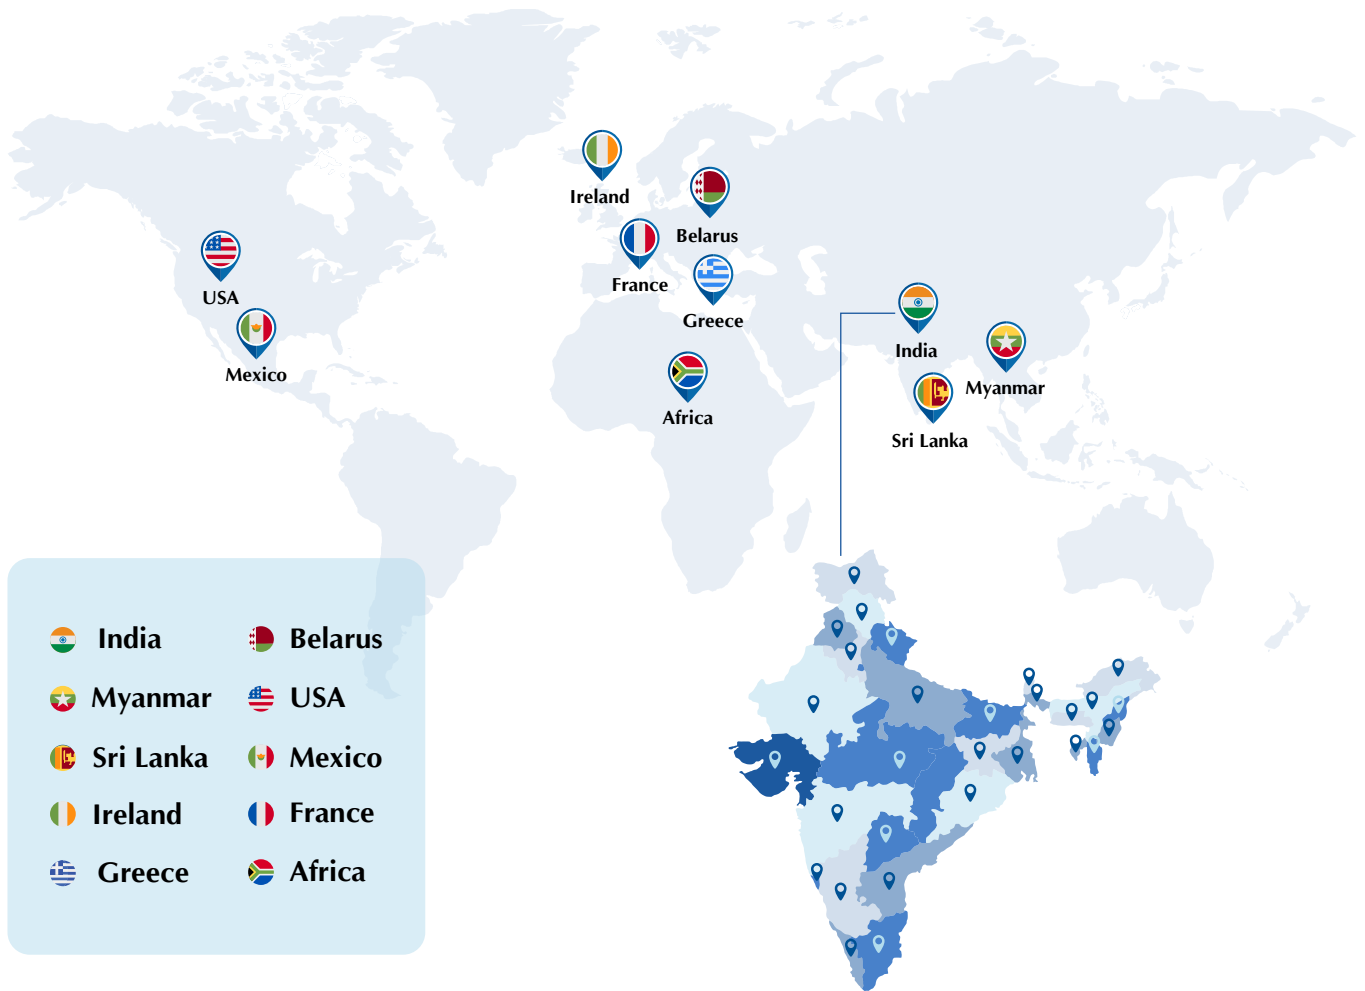 Ireland
Belarus
USA
France
Greece
India
Mexico
Myanmar
Africa
Sri Lanka
India
Belarus
Myanmar
USA
Sri Lanka
Mexico
Ireland
France
Greece
Africa